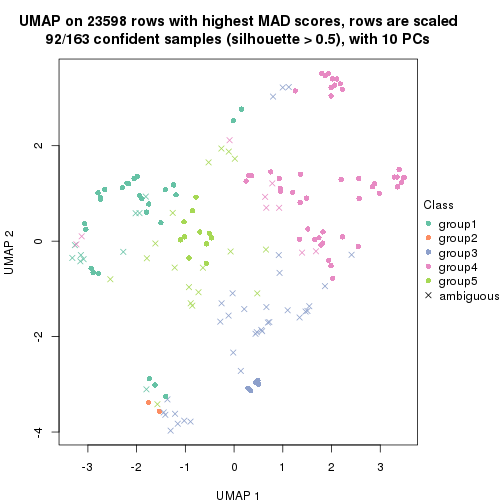 UMAP on 23598 rows with highest MAD scores, rows are scaled
92/163 confident samples (silhouette > 0.5), with 10 PCs
UMAP 2
2
0
-2
-4
-3
-2
-1
0
1
2
3
UMAP 1
Class
group1
group2
group3
group4
group5
ambiguous